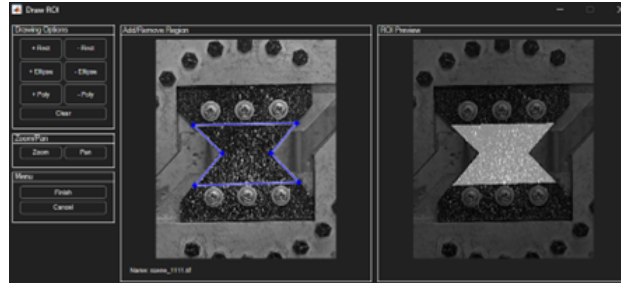 Draw ROI
Drawing Options
+ Rect
- Rect
+ Ellipse
- Ellipse
+ Poly
- Poly
Clear
Zoom/Pan
Zoom
Pan
Menu
Finish
Cancel
Add/Remove Region
ROI Preview